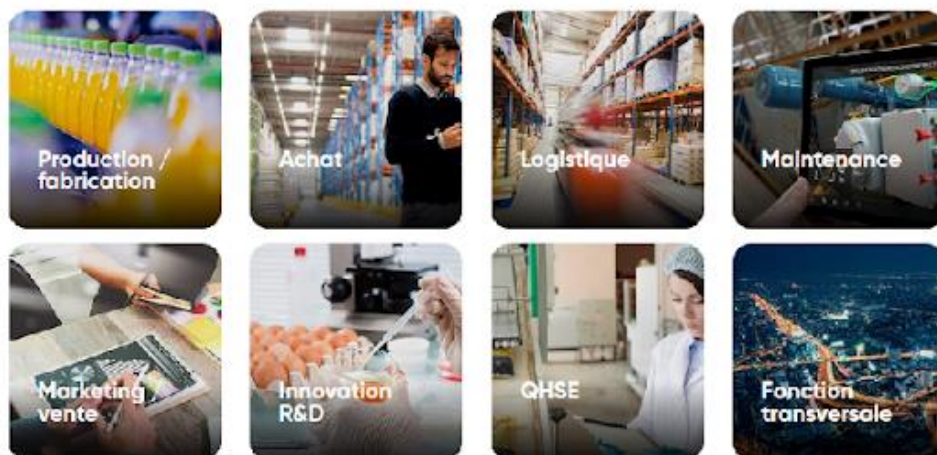 Production /
fabrication
Achat
Logistique
Maintenance
Marketing /
vente
Innovation
R&D
QHSE
Fonction
transversale